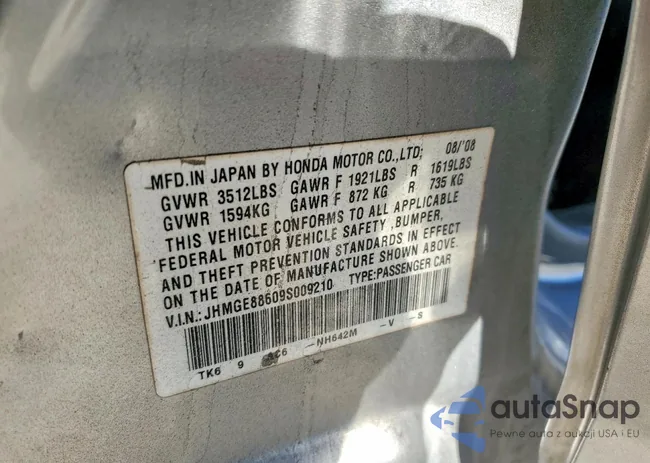 MFD.IN JAPAN BY HONDA MOTOR CO.,LTD; 08/'08
GVWR 3512LBS GAWR F 1921LBS R 1619LBS
GVWR 1594KG GAWR F 872 KG R 735 KG
THIS VEHICLE CONFORMS TO ALL APPLICABLE
FEDERAL MOTOR VEHICLE SAFETY ,BUMPER,
AND THEFT PREVENTION STANDARDS IN EFFECT
ON THE DATE OF MANUFACTURE SHOWN ABOVE.
V.I.N.: JHMGE88609S009210 TYPE:PASSENGER CAR
TK6 9 -NH642M -V -S
autoSnap
Pewne auta z aukcji USA i EU